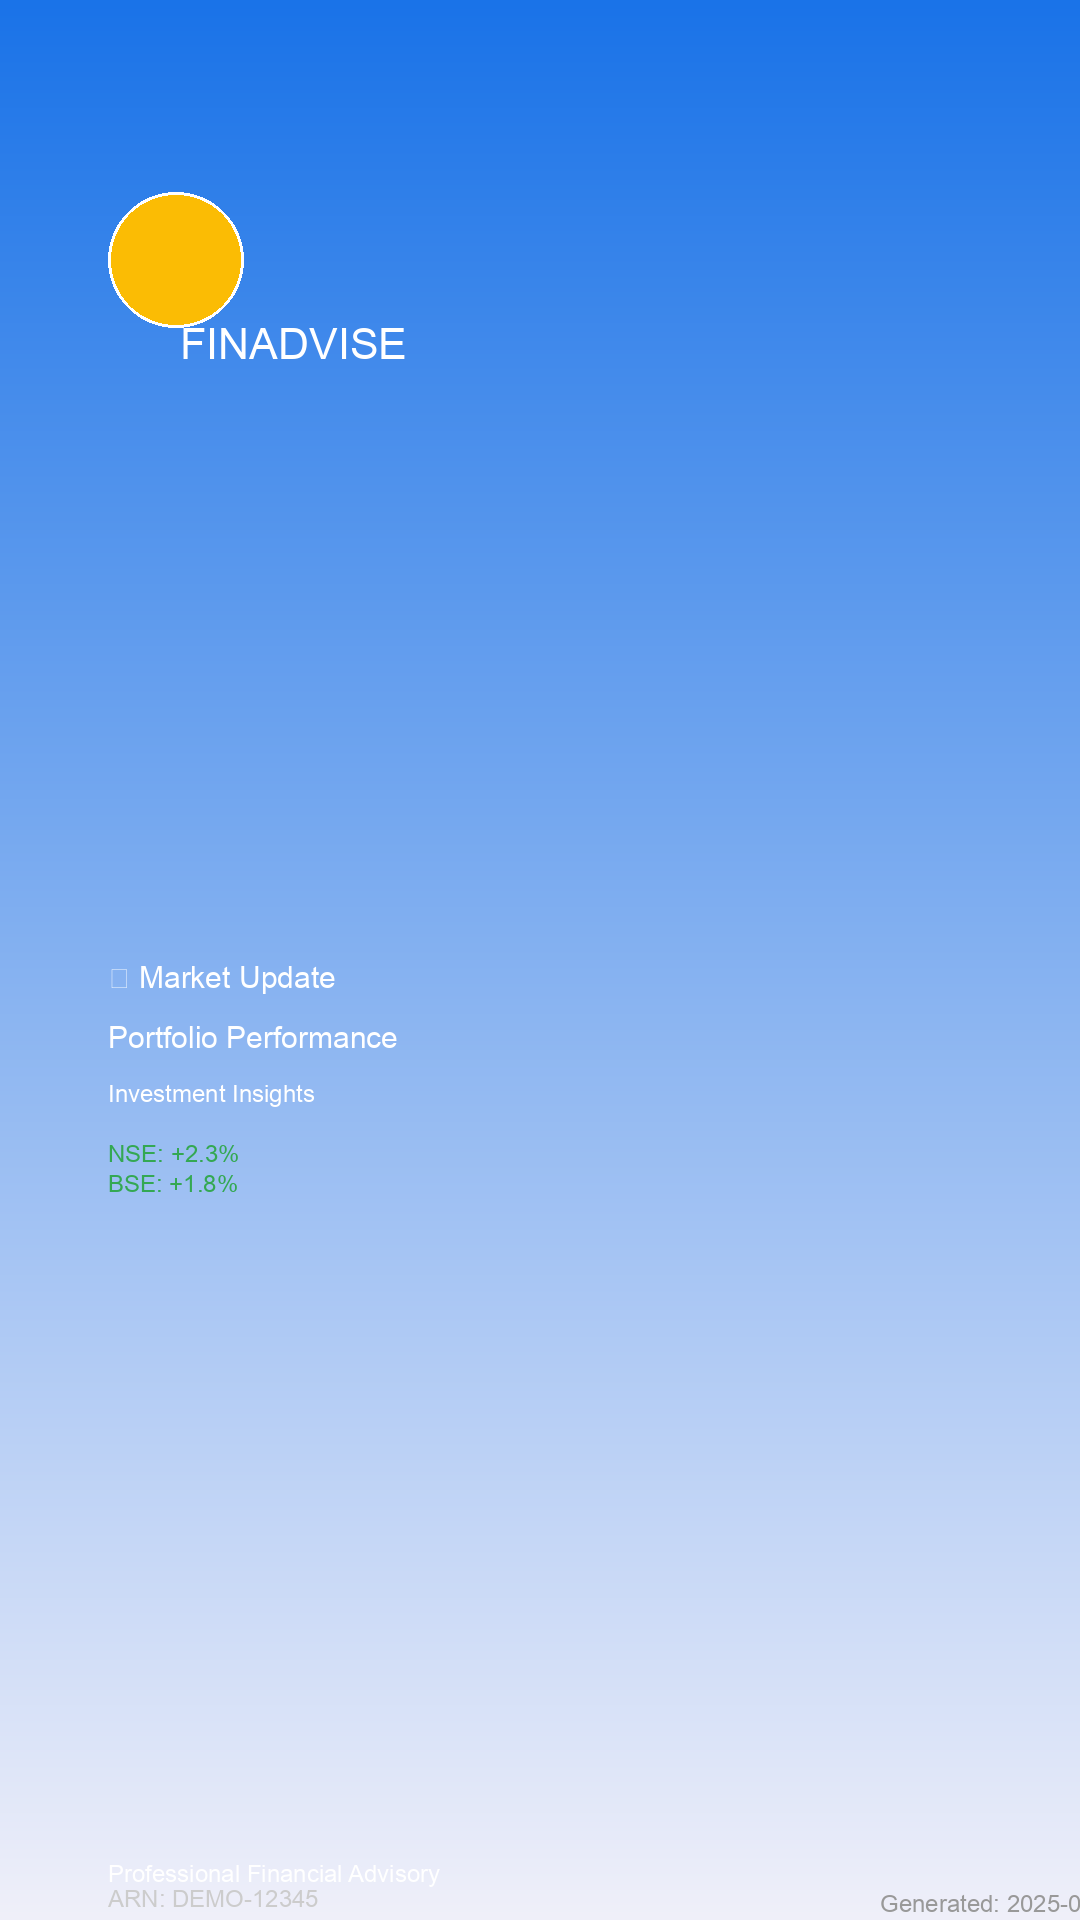 FINADVISE
Market Update
Portfolio Performance
Investment Insights
NSE: +2.3%
BSE: +1.8%
Professional Financial Advisory
ARN: DEMO-12345
Generated: 2025-0